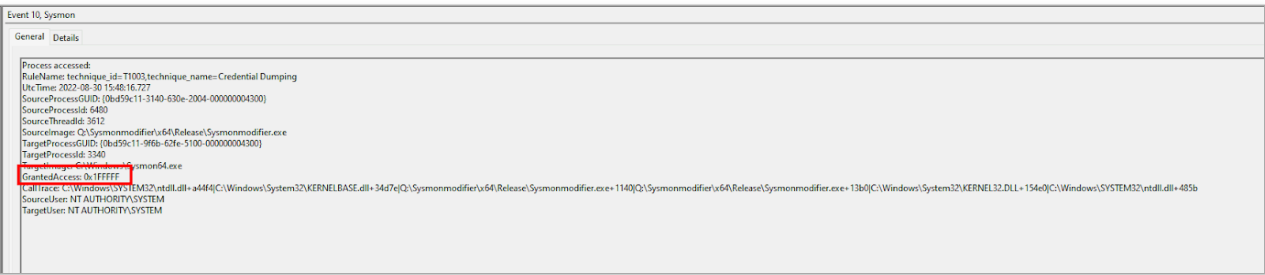 Event 10, Sysmon
General Details
Process accessed:
RuleName: technique_id=T1003,technique_name=Credential Dumping
UtcTime: 2022-08-30 15:48:16.727
SourceProcessGUID: {0bd59c11-3140-630e-2004-000000004300}
SourceProcessId: 6480
SourceThreadId: 3612
SourceImage: Q:\Sysmonmodifier\x64\Release\Sysmonmodifier.exe
TargetProcessGUID: {0bd59c11-9f6b-62fe-5100-000000004300}
TargetProcessId: 3340
TargetImage: C:\Windows\Sysmon64.exe
GrantedAccess: 0x1FFFFF
CallTrace: C:\Windows\SYSTEM32\ntdll.dll+a44f4|C:\Windows\System32\KERNELBASE.dll+34d7e|Q:\Sysmonmodifier\x64\Release\Sysmonmodifier.exe+1140|Q:\Sysmonmodifier\x64\Release\Sysmonmodifier.exe+13b0|C:\Windows\System32\KERNEL32.DLL+154e0|C:\Windows\SYSTEM32\ntdll.dll+485b
SourceUser: NT AUTHORITY\SYSTEM
TargetUser: NT AUTHORITY\SYSTEM